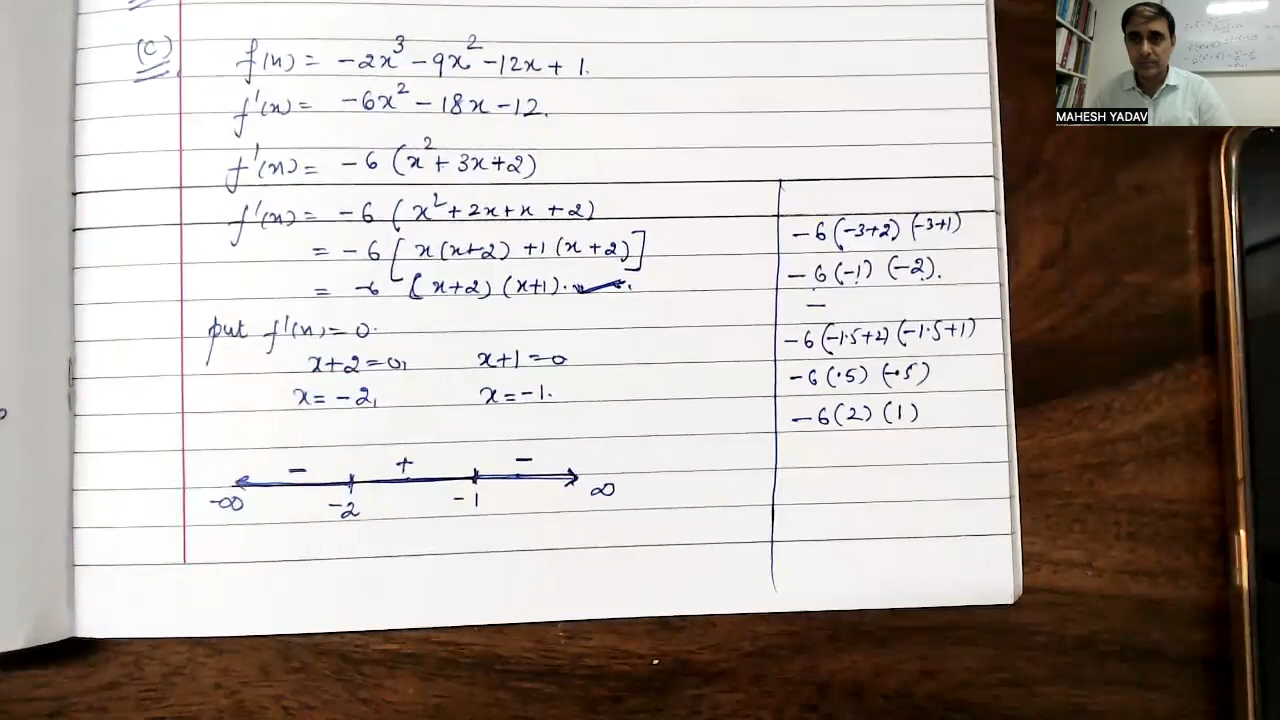 (C) f(x) = -2x³ - 9x² - 12x + 1.
f'(x) = -6x² - 18x - 12.
f'(x) = -6 (x² + 3x + 2)
f'(x) = -6 ( x² + 2x + x + 2)
= -6 [ x(x+2) + 1 (x+2)]
= -6 [ x+2) (x+1).
put f'(x) = 0.
x+2 = 0, x+1 = 0
x = -2, x = -1.
- + -
-∞ -2 -1 ∞
-6 (-3+2) (-3+1)
-6 (-1) (-2).
-
-6 (-1.5+2) (-1.5+1)
-6 (.5) (-.5)
-6 (2) (1)
MAHESH YADAV